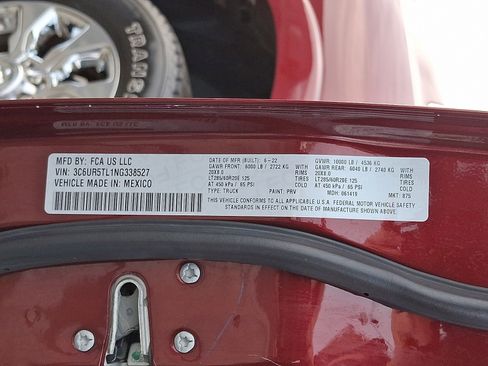 TRANS
MFD BY: FCA US LLC
VIN: 3C6UR5TL1NG338527
VEHICLE MADE IN: MEXICO
DATE OF MFR (BUILT): 6-22
GVWR: 10000 LB / 4536 KG
GAWR FRONT: 6000 LB / 2722 KG WITH
GAWR REAR: 6040 LB / 2740 KG WITH
20X8.0 RIMS
20X8.0 RIMS
LT285/60R20E 125 TIRES
LT285/60R20E 125 TIRES
AT 450 kPa / 65 PSI COLD
AT 450 kPa / 65 PSI COLD
TYPE: TRUCK PAINT: PRV MDH: 061419 MKT: 875
THIS VEHICLE CONFORMS TO ALL APPLICABLE U.S.A. FEDERAL MOTOR VEHICLE SAFETY
STANDARDS IN EFFECT ON THE DATE OF MANUFACTURE SHOWN ABOVE